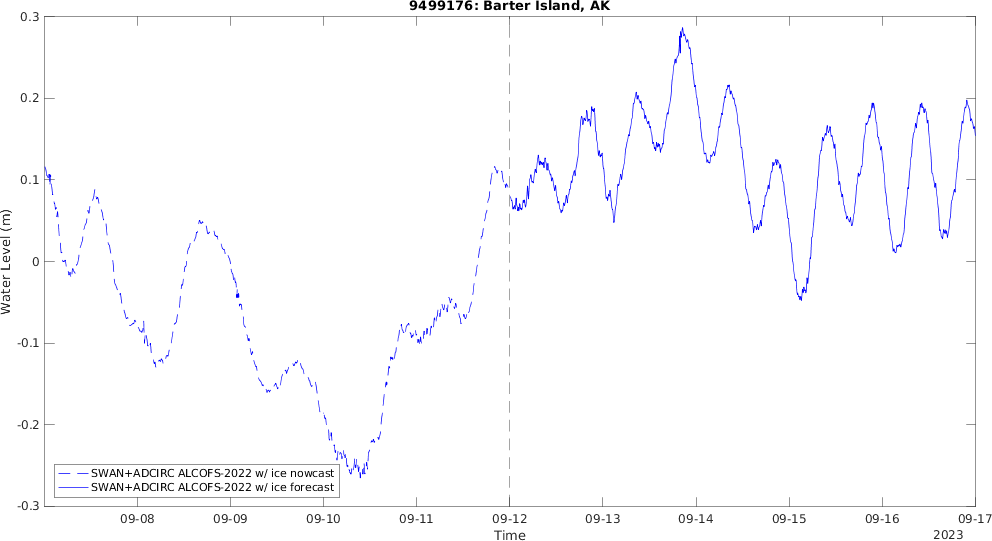 9499176: Barter Island, AK
Water Level (m)
0.3
0.2
0.1
0
-0.1
-0.2
-0.3
SWAN+ADCIRC ALCOFS-2022 w/ ice nowcast
SWAN+ADCIRC ALCOFS-2022 w/ ice forecast
09-08 09-09 09-10 09-11 09-12 09-13 09-14 09-15 09-16 09-17
Time
2023